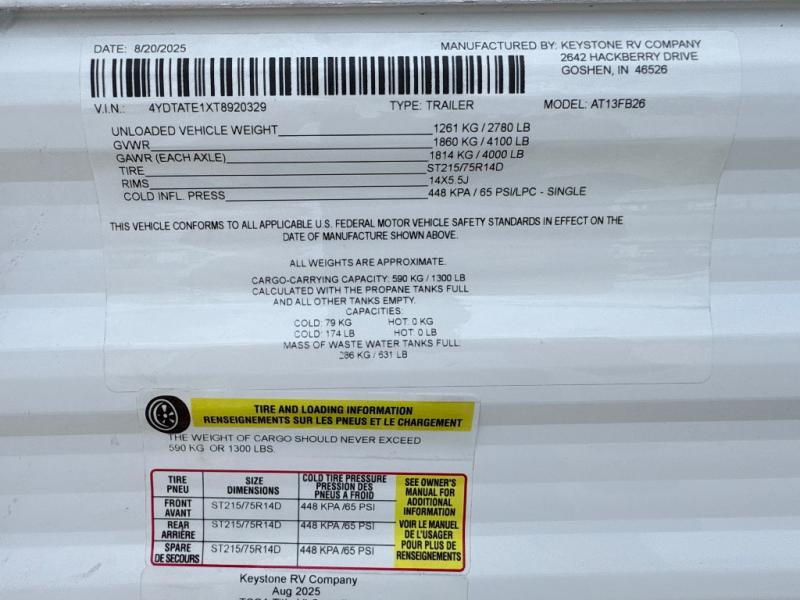 DATE: 8/20/2025
MANUFACTURED BY: KEYSTONE RV COMPANY
2642 HACKBERRY DRIVE
GOSHEN, IN 46526
V.I.N.: 4YDTATE1XT8920329 TYPE: TRAILER MODEL: AT13FB26
UNLOADED VEHICLE WEIGHT 1261 KG / 2780 LB
GVWR 1860 KG / 4100 LB
GAWR (EACH AXLE) 1814 KG / 4000 LB
TIRE ST215/75R14D
RIMS 14X5.5J
COLD INFL. PRESS 448 KPA / 65 PSI/LPC - SINGLE
THIS VEHICLE CONFORMS TO ALL APPLICABLE U.S. FEDERAL MOTOR VEHICLE SAFETY STANDARDS IN EFFECT ON THE
DATE OF MANUFACTURE SHOWN ABOVE.
ALL WEIGHTS ARE APPROXIMATE.
CARGO-CARRYING CAPACITY: 590 KG / 1300 LB
CALCULATED WITH THE PROPANE TANKS FULL
AND ALL OTHER TANKS EMPTY.
CAPACITIES:
COLD: 79 KG HOT: 0 KG
COLD: 174 LB HOT: 0 LB
MASS OF WASTE WATER TANKS FULL:
286 KG / 631 LB
TIRE AND LOADING INFORMATION
RENSEIGNEMENTS SUR LES PNEUS ET LE CHARGEMENT
THE WEIGHT OF CARGO SHOULD NEVER EXCEED
590 KG OR 1300 LBS.
TIRE
PNEU
SIZE
DIMENSIONS
COLD TIRE PRESSURE
PRESSION DES
PNEUS A FROID
FRONT
AVANT
ST215/75R14D
448 KPA /65 PSI
REAR
ARRIÈRE
ST215/75R14D
448 KPA /65 PSI
SPARE
DE SECOURS
ST215/75R14D
448 KPA /65 PSI
SEE OWNER'S
MANUAL FOR
ADDITIONAL
INFORMATION
VOIR LE MANUEL
DE L'USAGER
POUR PLUS DE
RENSEIGNEMENTS
Keystone RV Company
Aug 2025